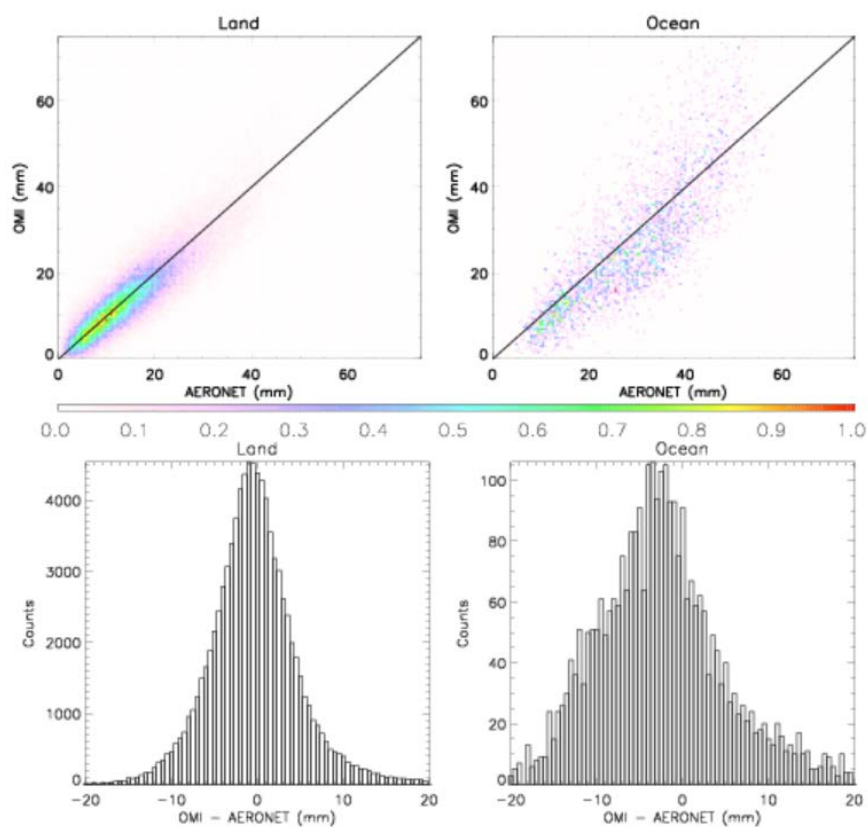 Land Ocean
60 60
OMI (mm) OMI (mm)
40 40
20 20
0 0
0 20 40 60 0 20 40 60
AERONET (mm) AERONET (mm)
0.0 0.1 0.2 0.3 0.4 0.5 0.6 0.7 0.8 0.9 1.0
Land Ocean
4000 100
80
3000
Counts Counts
60
2000
40
1000
20
0 0
-20 -10 0 10 20 -20 -10 0 10 20
OMI - AERONET (mm) OMI - AERONET (mm)